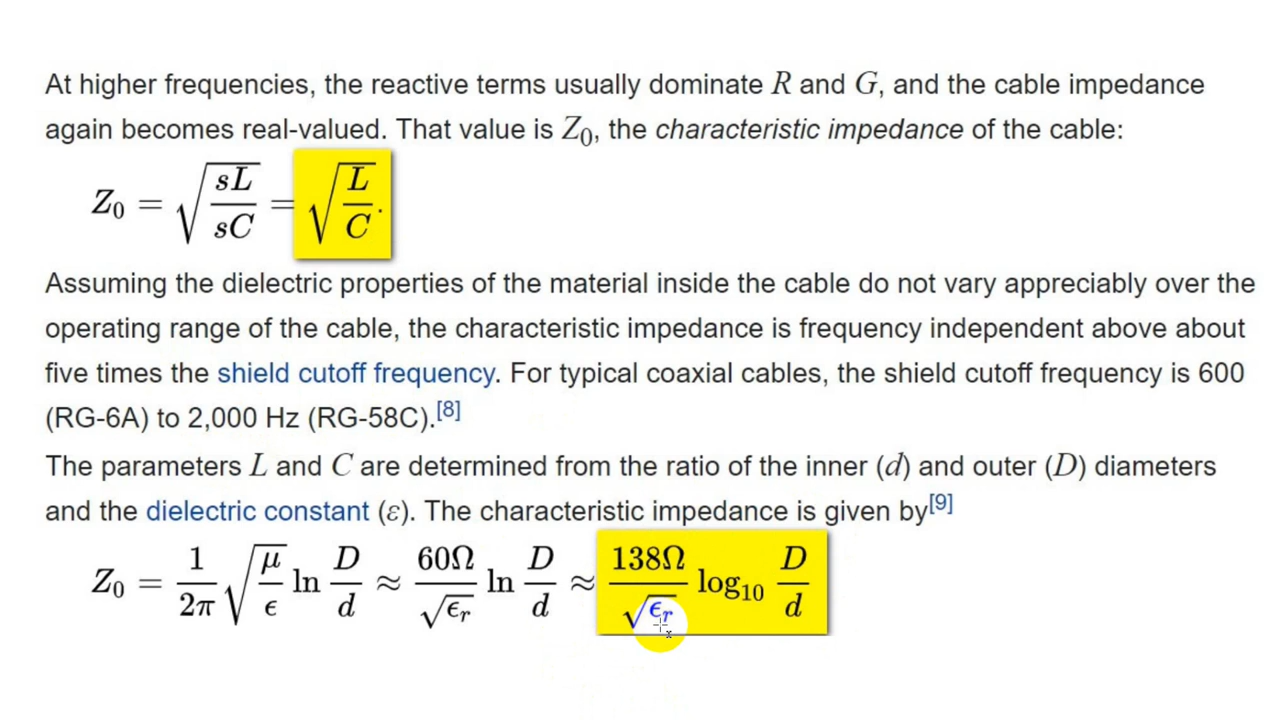 At higher frequencies, the reactive terms usually dominate R and G, and the cable impedance
again becomes real-valued. That value is Z₀, the characteristic impedance of the cable:
Z₀ = √(sL/sC) = √(L/C).
Assuming the dielectric properties of the material inside the cable do not vary appreciably over the
operating range of the cable, the characteristic impedance is frequency independent above about
five times the shield cutoff frequency. For typical coaxial cables, the shield cutoff frequency is 600
(RG-6A) to 2,000 Hz (RG-58C).[8]
The parameters L and C are determined from the ratio of the inner (d) and outer (D) diameters
and the dielectric constant (ε). The characteristic impedance is given by[9]
Z₀ = 1/2π √(μ/ϵ) ln D/d ≈ 60Ω/√ϵᵣ ln D/d ≈ 138Ω/√ϵᵣ log₁₀ D/d